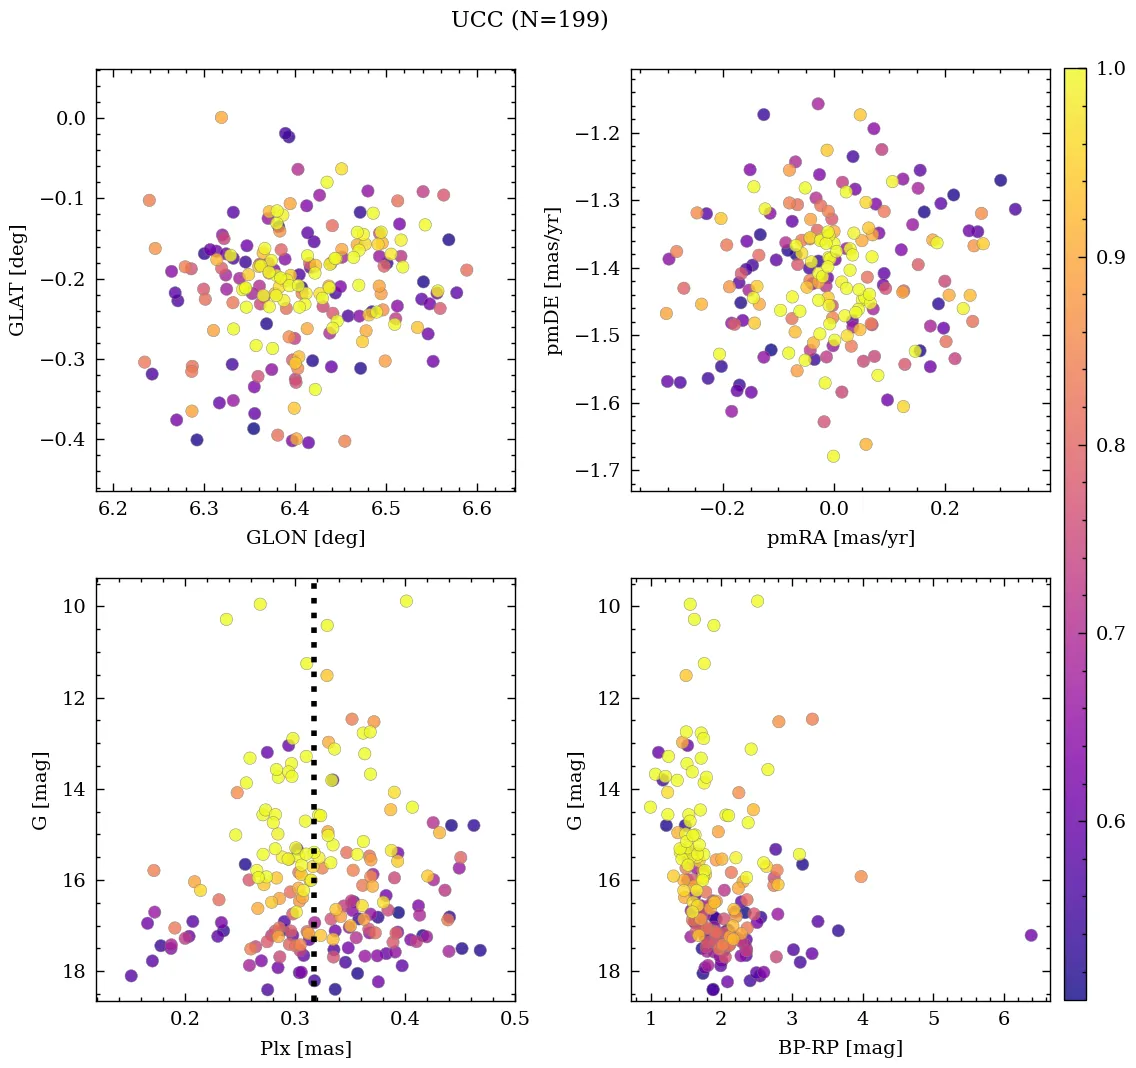 UCC (N=199)
0.0
−0.1
−0.2
−0.3
−0.4
GLAT [deg]
6.2 6.3 6.4 6.5 6.6
GLON [deg]
−1.2
−1.3
−1.4
−1.5
−1.6
−1.7
pmDE [mas/yr]
−0.2 0.0 0.2
pmRA [mas/yr]
10
12
14
16
18
G [mag]
0.2 0.3 0.4 0.5
Plx [mas]
10
12
14
16
18
G [mag]
1 2 3 4 5 6
BP-RP [mag]
1.0
0.9
0.8
0.7
0.6